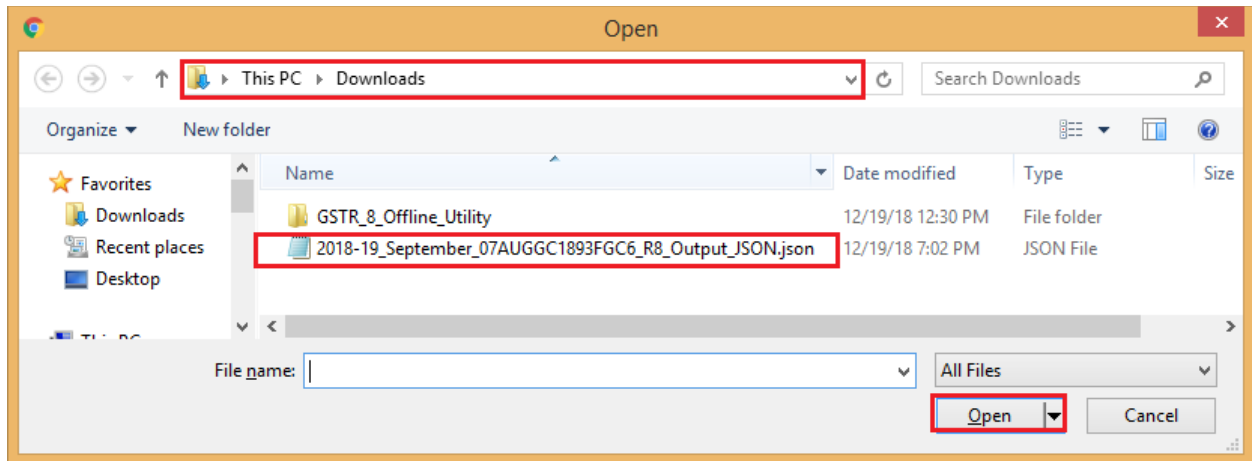 Open
This PC Downloads
Search Downloads
Organize New folder
Name Date modified Type Size
Favorites
Downloads
Recent places
Desktop
GSTR_8_Offline_Utility 12/19/18 12:30 PM File folder
2018-19_September_07AUGGC1893FGC6_R8_Output_JSON.json 12/19/18 7:02 PM JSON File
File name: All Files
Open Cancel